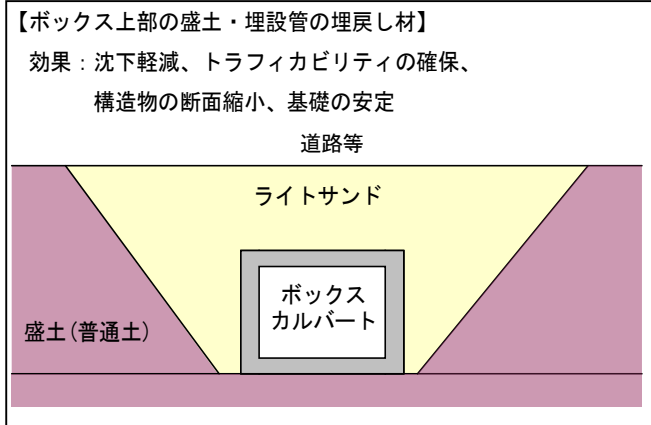 【ボックス上部の盛土・埋設管の埋戻し材】
効果：沈下軽減、トラフィカビリティの確保、
構造物の断面縮小、基礎の安定
道路等
ライトサンド
ボックス
カルバート
盛土(普通土)